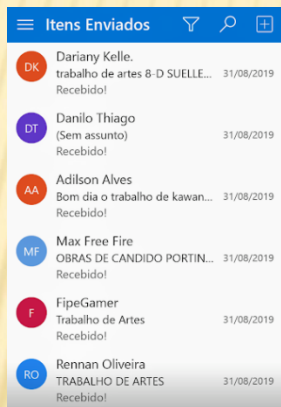 Itens Enviados
DK
Dariany Kelle.
trabalho de artes 8-D SUELLE... 31/08/2019
Recebido!
DT
Danilo Thiago
(Sem assunto) 31/08/2019
Recebido!
AA
Adilson Alves
Bom dia o trabalho de kawan... 31/08/2019
Recebido!
MF
Max Free Fire
OBRAS DE CANDIDO PORTIN... 31/08/2019
Recebido!
F
FipeGamer
Trabalho de Artes 31/08/2019
Recebido!
RO
Rennan Oliveira
TRABALHO DE ARTES 31/08/2019
Recebido!